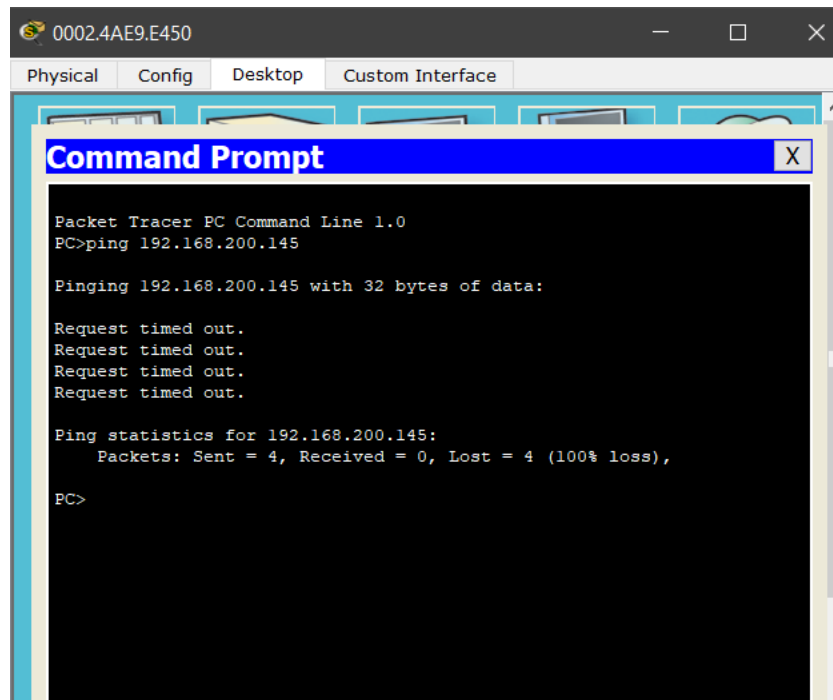 0002.4AE9.E450
Physical Config Desktop Custom Interface
Command Prompt X
Packet Tracer PC Command Line 1.0
PC>ping 192.168.200.145
Pinging 192.168.200.145 with 32 bytes of data:
Request timed out.
Request timed out.
Request timed out.
Request timed out.
Ping statistics for 192.168.200.145:
Packets: Sent = 4, Received = 0, Lost = 4 (100% loss),
PC>